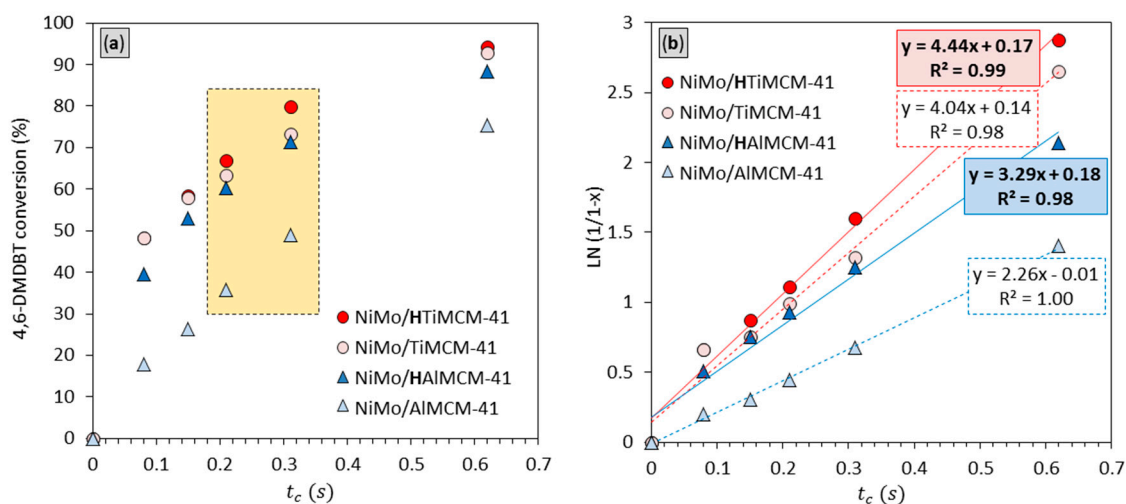 (a)
4,6-DMDBT conversion (%)
100
90
80
70
60
50
40
30
20
10
0
0
0.1
0.2
0.3
0.4
0.5
0.6
0.7
t_c (s)
NiMo/HTiMCM-41
NiMo/TiMCM-41
NiMo/HAlMCM-41
NiMo/AlMCM-41
(b)
LN (1/1-x)
3
2.5
2
1.5
1
0.5
0
0
0.1
0.2
0.3
0.4
0.5
0.6
0.7
t_c (s)
NiMo/HTiMCM-41
NiMo/TiMCM-41
NiMo/HAlMCM-41
NiMo/AlMCM-41
y = 4.44x + 0.17
R² = 0.99
y = 4.04x + 0.14
R² = 0.98
y = 3.29x + 0.18
R² = 0.98
y = 2.26x - 0.01
R² = 1.00